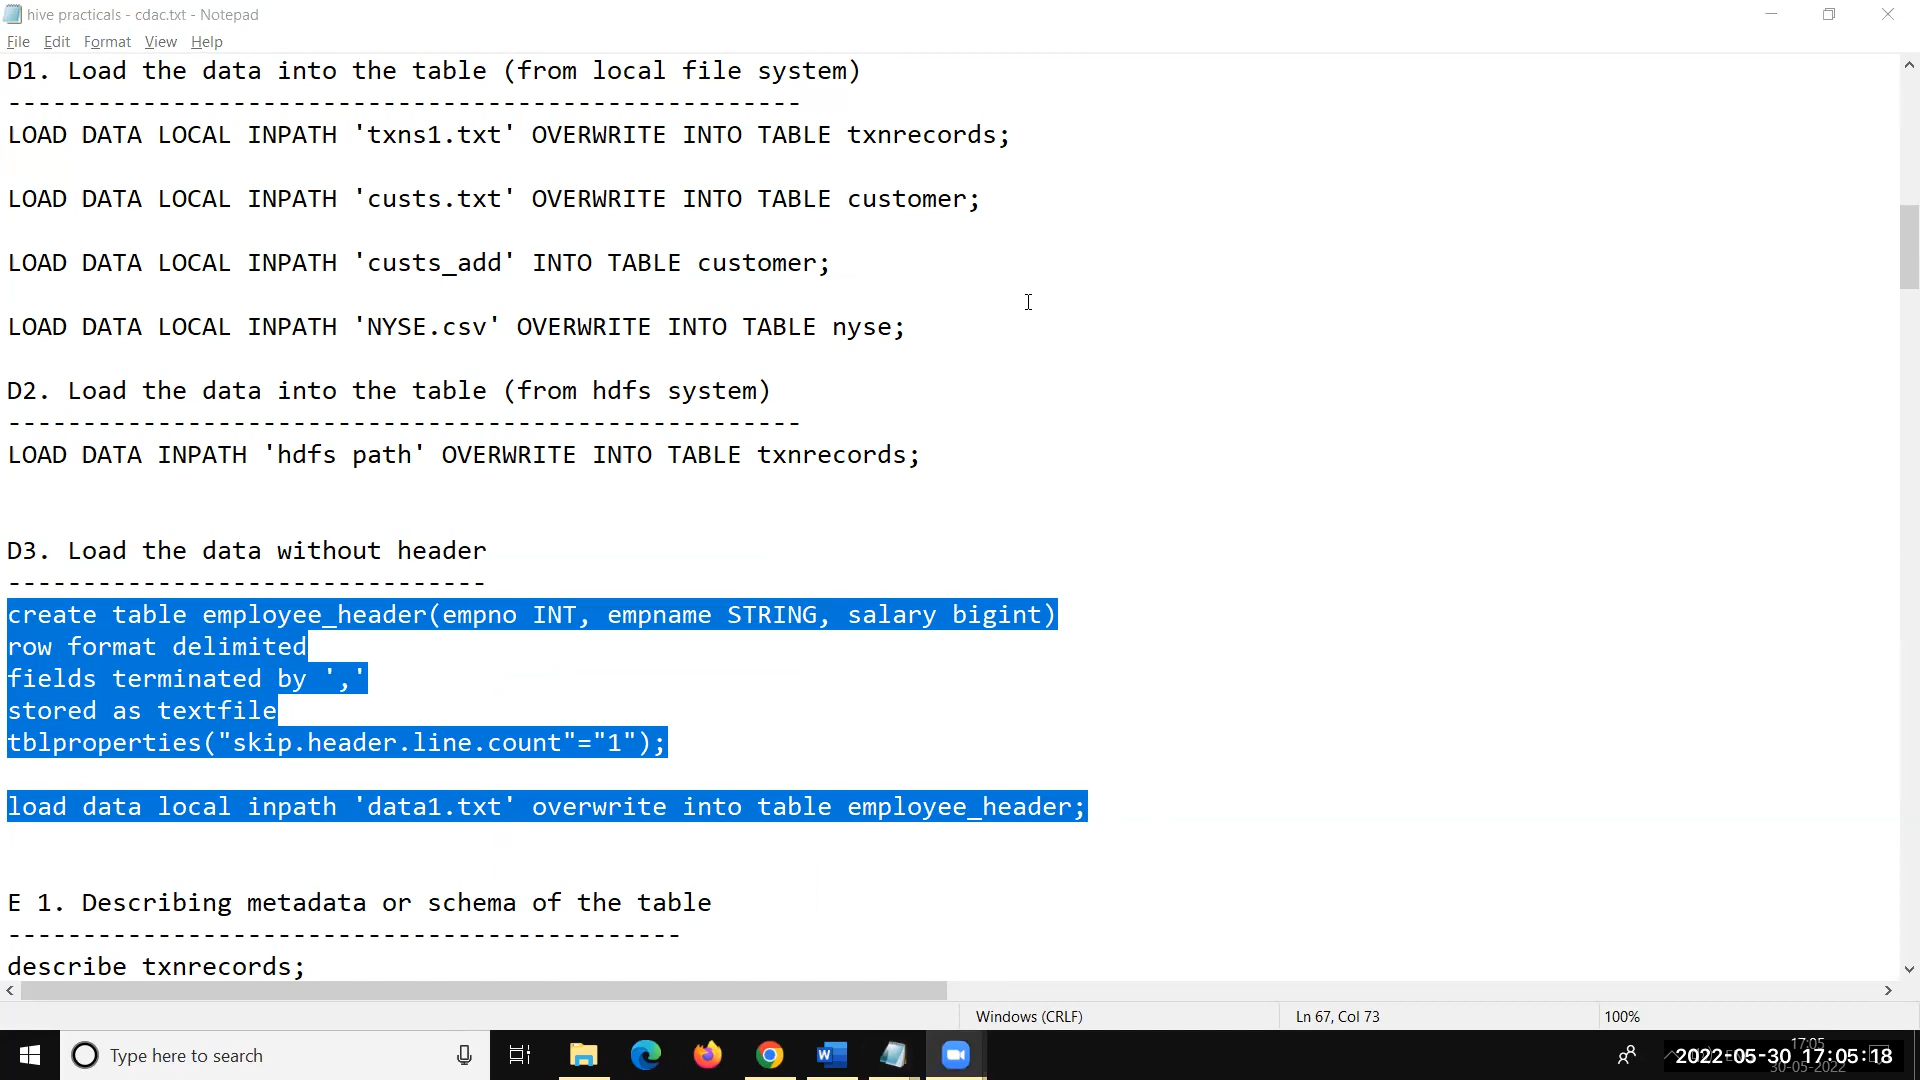 hive practicals - cdac.txt - Notepad
File Edit Format View Help
D1. Load the data into the table (from local file system)
-----------------------------------------------------
LOAD DATA LOCAL INPATH 'txns1.txt' OVERWRITE INTO TABLE txnrecords;
LOAD DATA LOCAL INPATH 'custs.txt' OVERWRITE INTO TABLE customer;
LOAD DATA LOCAL INPATH 'custs_add' INTO TABLE customer;
LOAD DATA LOCAL INPATH 'NYSE.csv' OVERWRITE INTO TABLE nyse;
D2. Load the data into the table (from hdfs system)
-----------------------------------------------------
LOAD DATA INPATH 'hdfs path' OVERWRITE INTO TABLE txnrecords;
D3. Load the data without header
--------------------------------
create table employee_header(empno INT, empname STRING, salary bigint)
row format delimited
fields terminated by ','
stored as textfile
tblproperties("skip.header.line.count"="1");
load data local inpath 'data1.txt' overwrite into table employee_header;
E 1. Describing metadata or schema of the table
---------------------------------------------
describe txnrecords;
Windows (CRLF) Ln 67, Col 73 100%
Type here to search
17:05
2022-05-30 17:05:18
30-05-2022